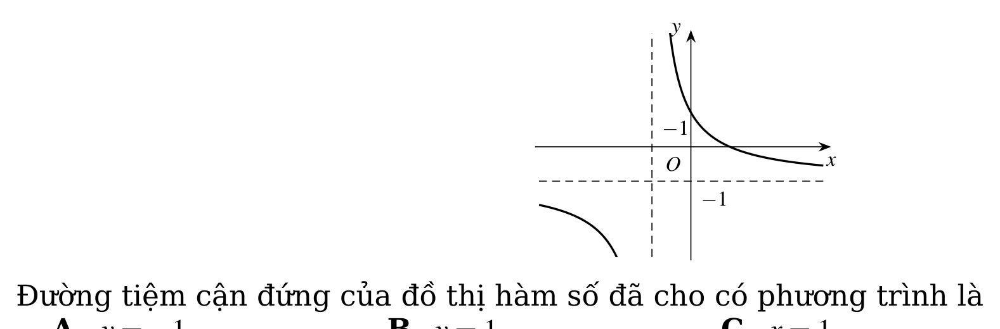 y
−1
O
x
−1
Đường tiệm cận đứng của đồ thị hàm số đã cho có phương trình là